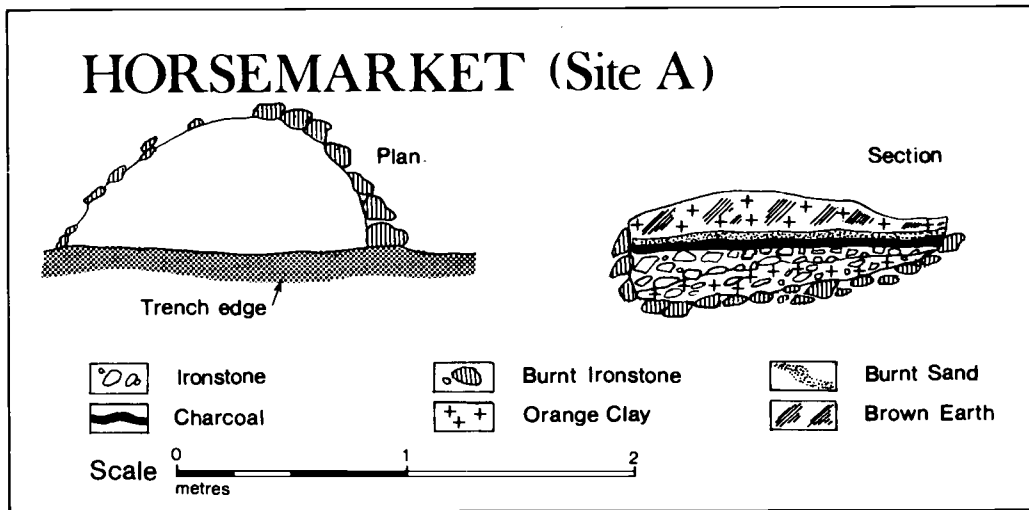 HORSEMARKET (Site A)
Plan.
Section
Trench edge
Ironstone
Burnt Ironstone
Burnt Sand
Charcoal
Orange Clay
Brown Earth
Scale
0 1 2
metres